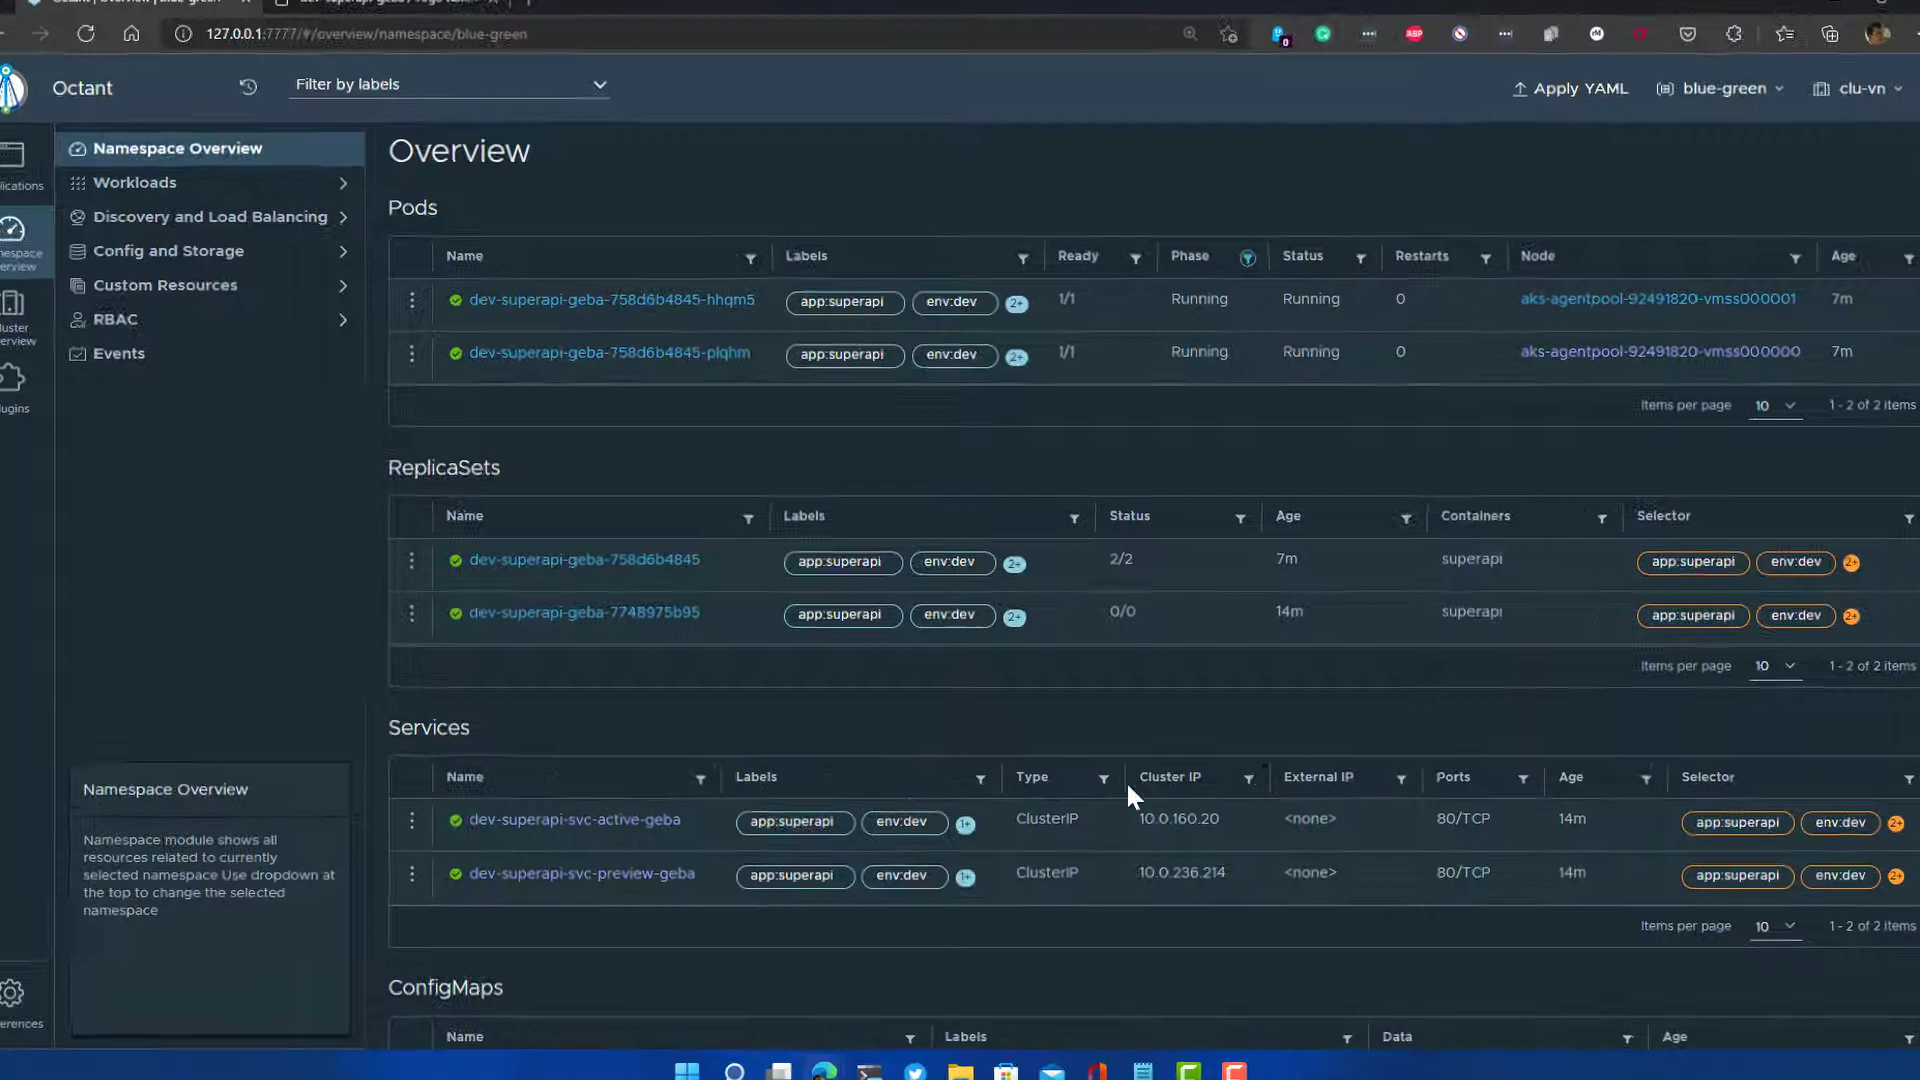 127.0.0.1:7777/#/overview/namespace/blue-green
0
ABP
Octant
Filter by labels
Apply YAML
blue-green
clu-vn
Namespace Overview
Workloads
Discovery and Load Balancing
Config and Storage
Custom Resources
RBAC
Events
Overview
Pods
Name Labels Ready Phase Status Restarts Node Age
dev-superapi-geba-758d6b4845-hhqm5 app:superapi env:dev 2+ 1/1 Running Running 0 aks-agentpool-92491820-vmss000001 7m
dev-superapi-geba-758d6b4845-plqhm app:superapi env:dev 2+ 1/1 Running Running 0 aks-agentpool-92491820-vmss000000 7m
Items per page 10 1 - 2 of 2 items
ReplicaSets
Name Labels Status Age Containers Selector
dev-superapi-geba-758d6b4845 app:superapi env:dev 2+ 2/2 7m superapi app:superapi env:dev 2+
dev-superapi-geba-7748975b95 app:superapi env:dev 2+ 0/0 14m superapi app:superapi env:dev 2+
Items per page 10 1 - 2 of 2 items
Services
Name Labels Type Cluster IP External IP Ports Age Selector
dev-superapi-svc-active-geba app:superapi env:dev 1+ ClusterIP 10.0.160.20 <none> 80/TCP 14m app:superapi env:dev 2+
dev-superapi-svc-preview-geba app:superapi env:dev 1+ ClusterIP 10.0.236.214 <none> 80/TCP 14m app:superapi env:dev 2+
Items per page 10 1 - 2 of 2 items
ConfigMaps
Name Labels Data Age
Namespace Overview
Namespace module shows all
resources related to currently
selected namespace Use dropdown at
the top to change the selected
namespace